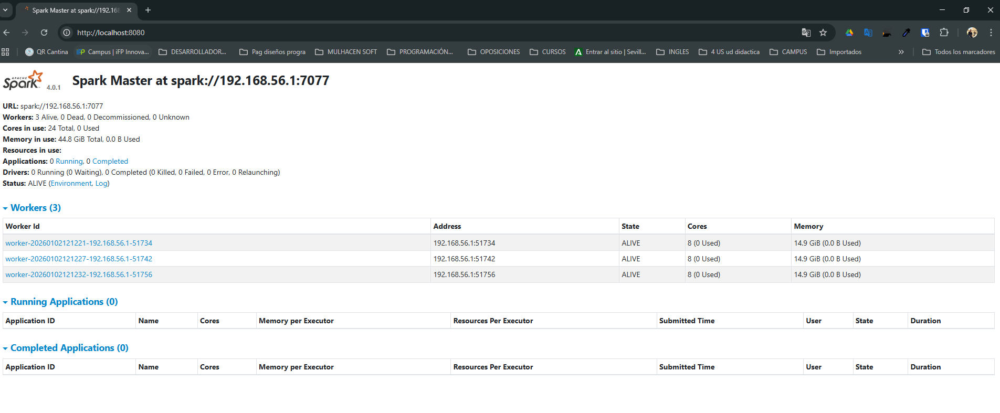 Spark Master at spark://192.168
http://localhost:8080
QR Cantina Campus | iFP Innova... DESARROLLADOR... Pag diseños progra MULHACEN SOFT PROGRAMACIÓN... OPOSICIONES CURSOS Entrar al sitio | Sevill... INGLES 4 US ud didactica CAMPUS Importados » Todos los marcadores
APACHE Spark 4.0.1 Spark Master at spark://192.168.56.1:7077
URL: spark://192.168.56.1:7077
Workers: 3 Alive, 0 Dead, 0 Decommissioned, 0 Unknown
Cores in use: 24 Total, 0 Used
Memory in use: 44.8 GiB Total, 0.0 B Used
Resources in use:
Applications: 0 Running, 0 Completed
Drivers: 0 Running (0 Waiting), 0 Completed (0 Killed, 0 Failed, 0 Error, 0 Relaunching)
Status: ALIVE (Environment, Log)
Workers (3)
Worker Id Address State Cores Memory
worker-20260102121221-192.168.56.1-51734 192.168.56.1:51734 ALIVE 8 (0 Used) 14.9 GiB (0.0 B Used)
worker-20260102121227-192.168.56.1-51742 192.168.56.1:51742 ALIVE 8 (0 Used) 14.9 GiB (0.0 B Used)
worker-20260102121232-192.168.56.1-51756 192.168.56.1:51756 ALIVE 8 (0 Used) 14.9 GiB (0.0 B Used)
Running Applications (0)
Application ID Name Cores Memory per Executor Resources Per Executor Submitted Time User State Duration
Completed Applications (0)
Application ID Name Cores Memory per Executor Resources Per Executor Submitted Time User State Duration